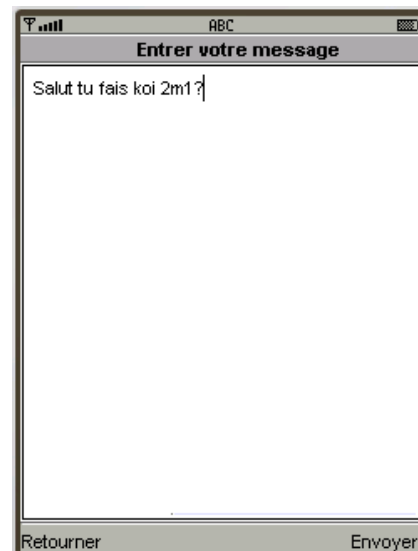 ABC
Entrer votre message
Salut tu fais koi 2m1?
Retourner Envoyer